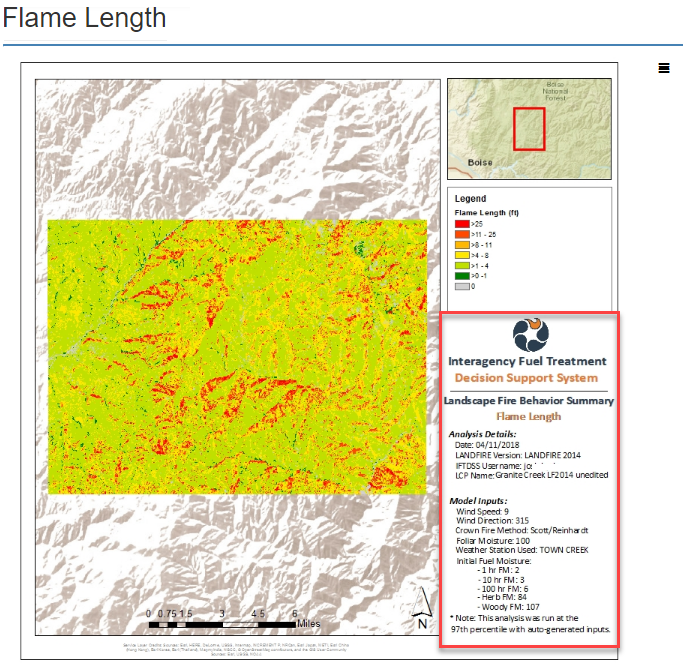 Flame Length
Boise
National
Forest
Boise
Legend
Flame Length (ft)
>25
>11 - 25
>8 - 11
>4 - 8
>1 - 4
>0 -1
0
Interagency Fuel Treatment
Decision Support System
Landscape Fire Behavior Summary
Flame Length
Analysis Details:
Date: 04/11/2018
LANDFIRE Version: LANDFIRE 2014
IFTDSS Username:
LCP Name: Granite Creek LF2014 unedited
Model Inputs:
Wind Speed: 9
Wind Direction: 315
Crown Fire Method: Scott/Reinhardt
Foliar Moisture: 100
Weather Station Used: TOWN CREEK
Initial Fuel Moisture:
- 1 hr FM: 2
- 10 hr FM: 3
- 100 hr FM: 6
- Herb FM: 84
- Woody FM: 107
* Note: This analysis was run at the
97th percentile with auto-generated inputs.
0 0.75 1.5 3 4.5 6
Miles
N